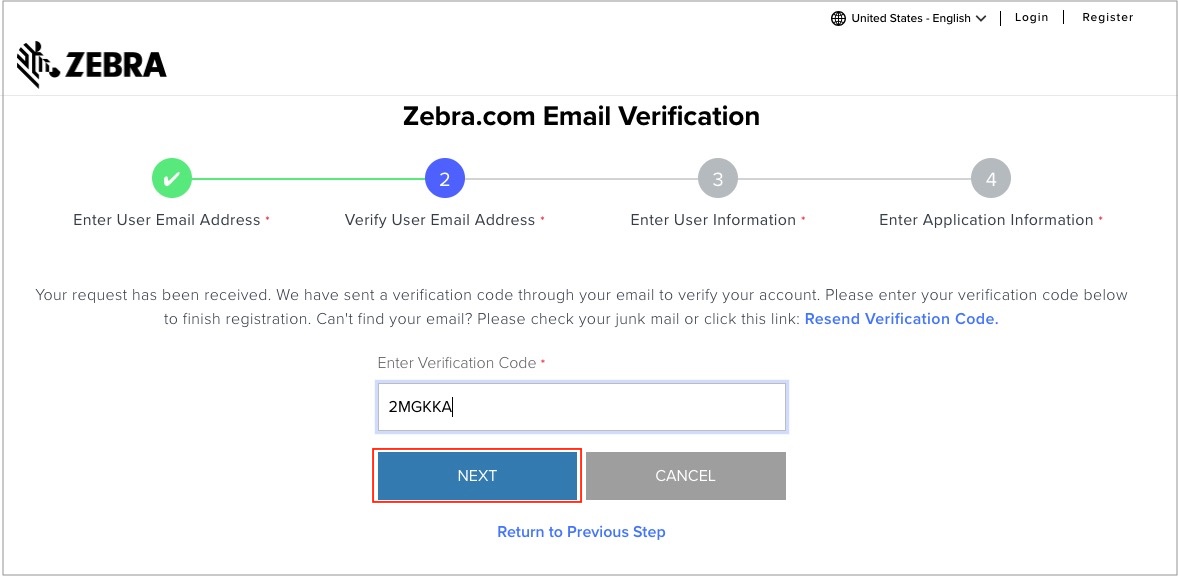 United States - English | Login | Register
ZEBRA
Zebra.com Email Verification
✔ 2 3 4
Enter User Email Address * Verify User Email Address * Enter User Information * Enter Application Information *
Your request has been received. We have sent a verification code through your email to verify your account. Please enter your verification code below
to finish registration. Can't find your email? Please check your junk mail or click this link: Resend Verification Code.
Enter Verification Code *
2MGKKA
NEXT CANCEL
Return to Previous Step